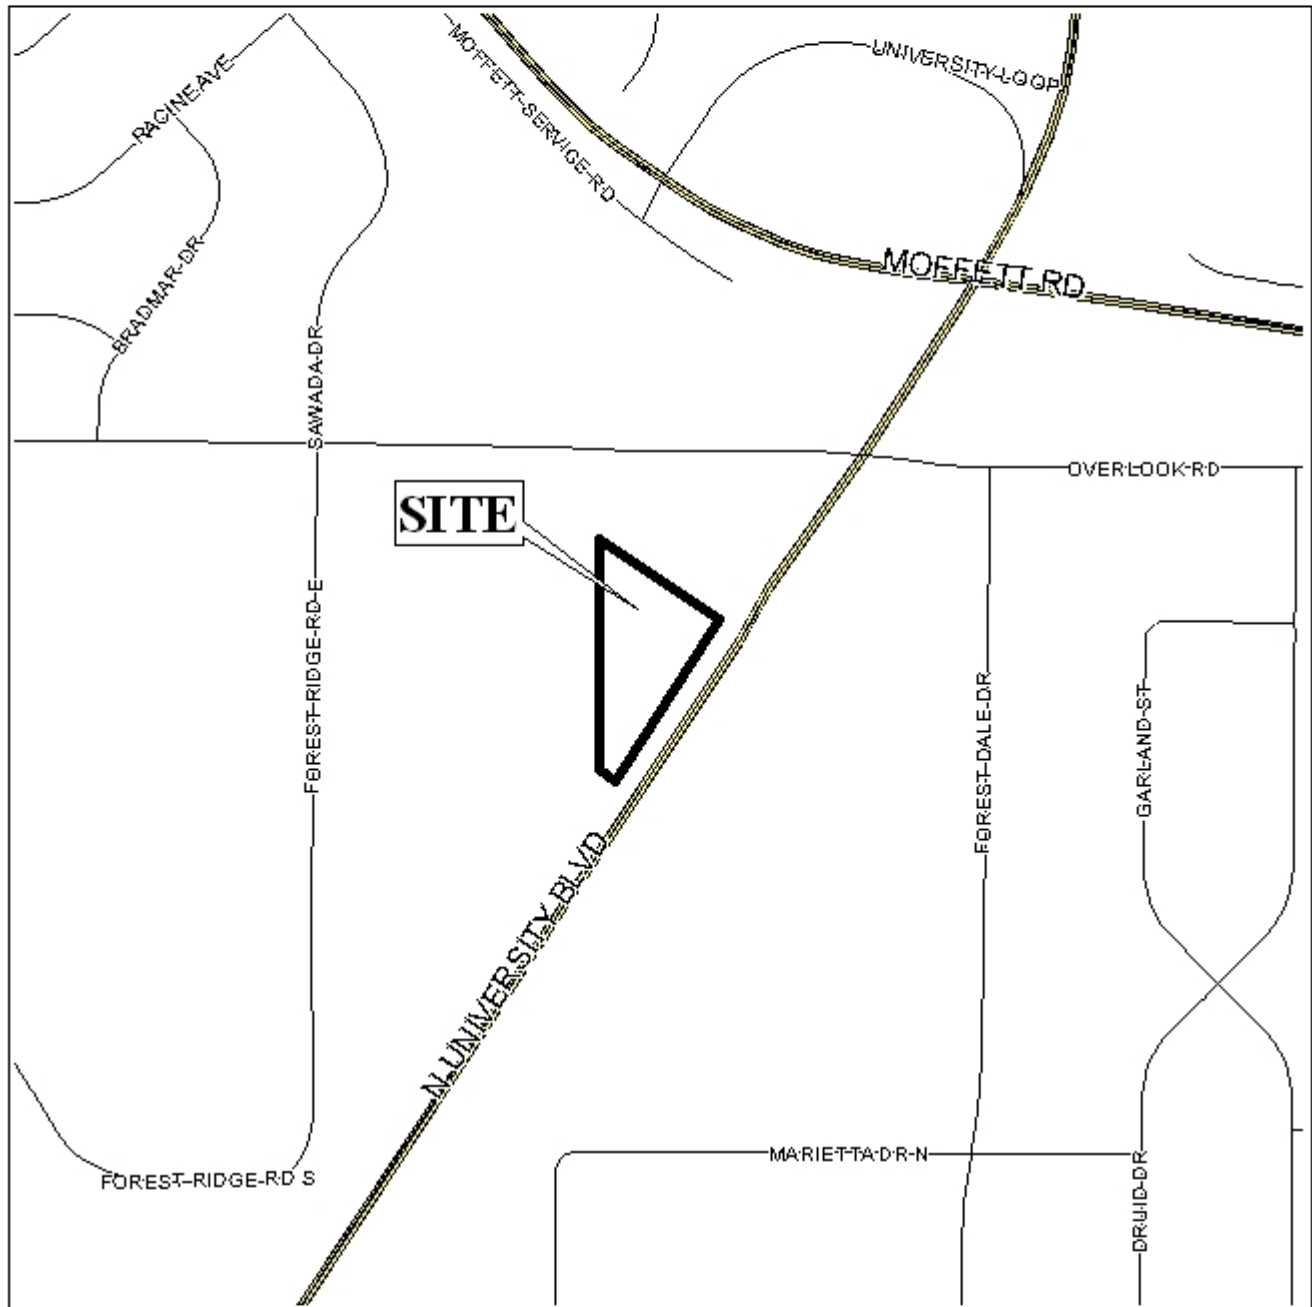 RACINE AVE
MOFFETT SERVICE RD
UNIVERSITY LOOP
BRADMAR DR
MOFFETT RD
SAWADA DR
OVERLOOK RD
SITE
FOREST RIDGE RD E
FOREST DALE DR
GARLAND ST
N UNIVERSITY BLVD
MARIETTA DR N
FOREST RIDGE RD S
DRUID DR